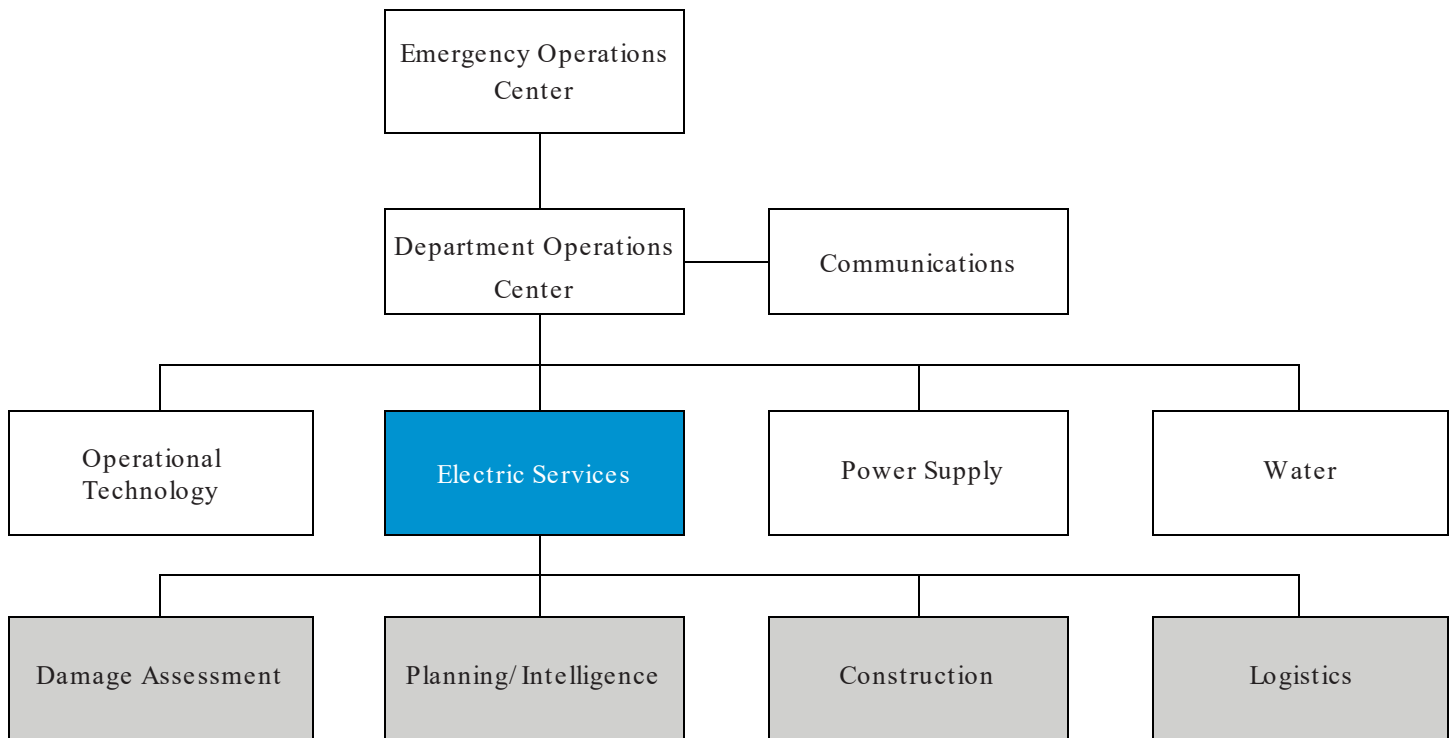 Emergency Operations
Center
Department Operations
Center
Communications
Operational
Technology
Electric Services
Power Supply
Water
Damage Assessment
Planning/Intelligence
Construction
Logistics